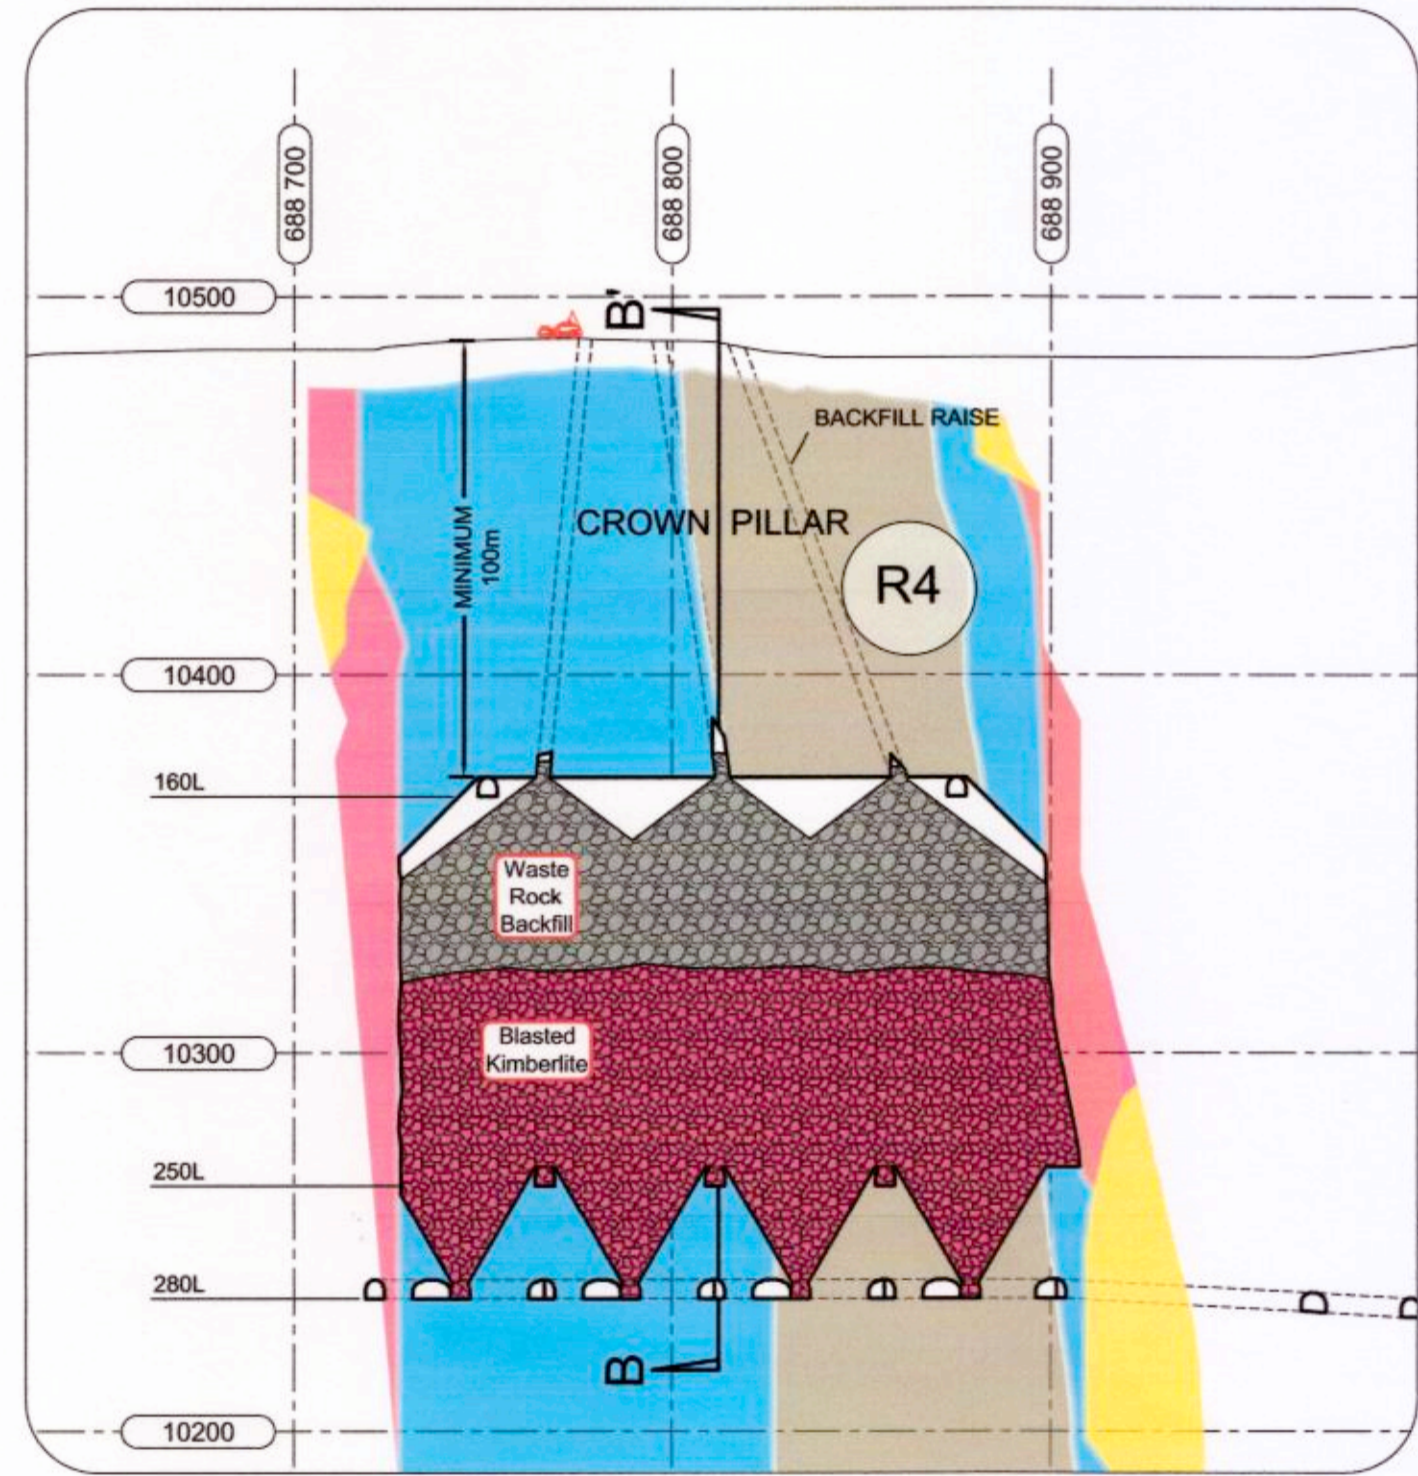 688 700
688 800
688 900
10500
B'
BACKFILL RAISE
MINIMUM
100m
CROWN PILLAR
R4
10400
160L
Waste
Rock
Backfill
10300
Blasted
Kimberlite
250L
280L
B
10200